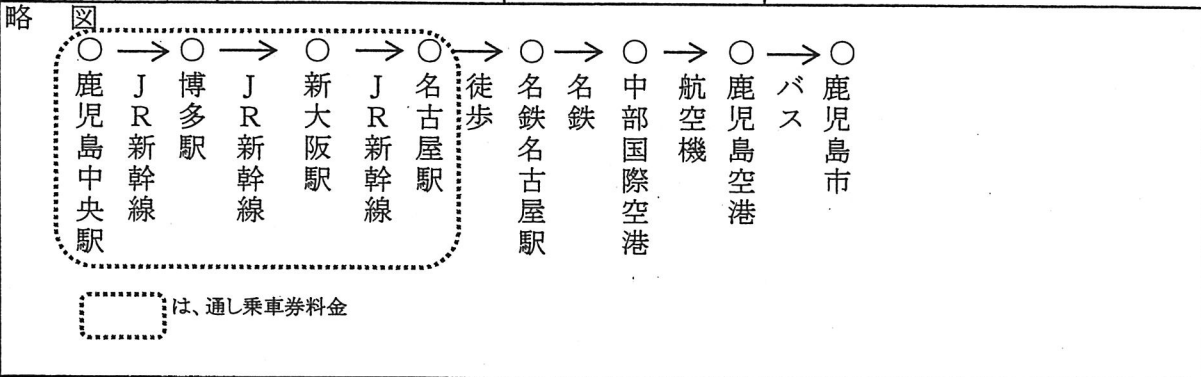 略 図
○ → ○ → ○ → ○ → ○ → ○ → ○ → ○
鹿児島中央駅
JR新幹線
博多駅
JR新幹線
新大阪駅
JR新幹線
名古屋駅
徒歩
名鉄名古屋駅
名鉄
中部国際空港
航空機
鹿児島空港
バス
鹿児島市
は、通し乗車券料金